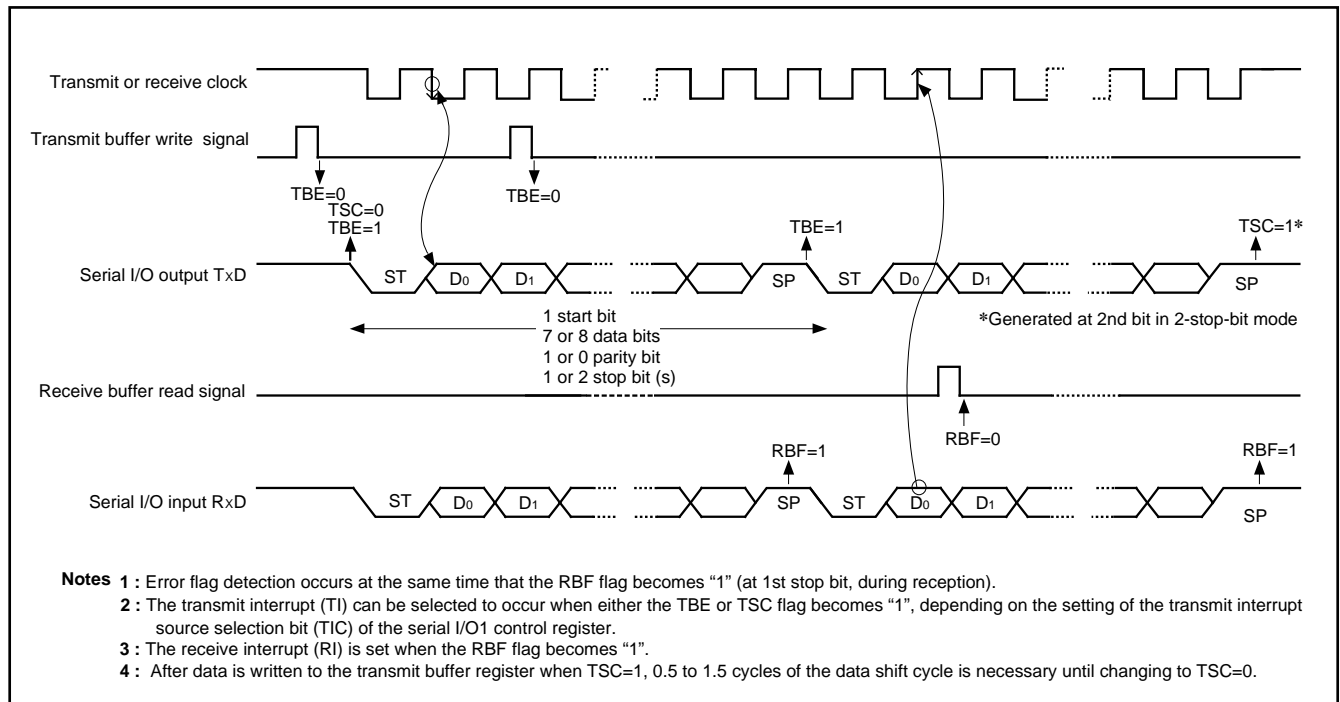 Transmit or receive clock
Transmit buffer write signal
TBE=0
TSC=0
TBE=1
TBE=0
TBE=1
TSC=1*
Serial I/O output TxD
ST
D0
D1
SP
ST
D0
D1
SP
1 start bit
7 or 8 data bits
1 or 0 parity bit
1 or 2 stop bit (s)
*Generated at 2nd bit in 2-stop-bit mode
Receive buffer read signal
RBF=0
RBF=1
RBF=1
Serial I/O input RxD
ST
D0
D1
SP
ST
D0
D1
SP
Notes 1 : Error flag detection occurs at the same time that the RBF flag becomes “1” (at 1st stop bit, during reception).
2 : The transmit interrupt (TI) can be selected to occur when either the TBE or TSC flag becomes “1”, depending on the setting of the transmit interrupt
source selection bit (TIC) of the serial I/O1 control register.
3 : The receive interrupt (RI) is set when the RBF flag becomes “1”.
4 : After data is written to the transmit buffer register when TSC=1, 0.5 to 1.5 cycles of the data shift cycle is necessary until changing to TSC=0.